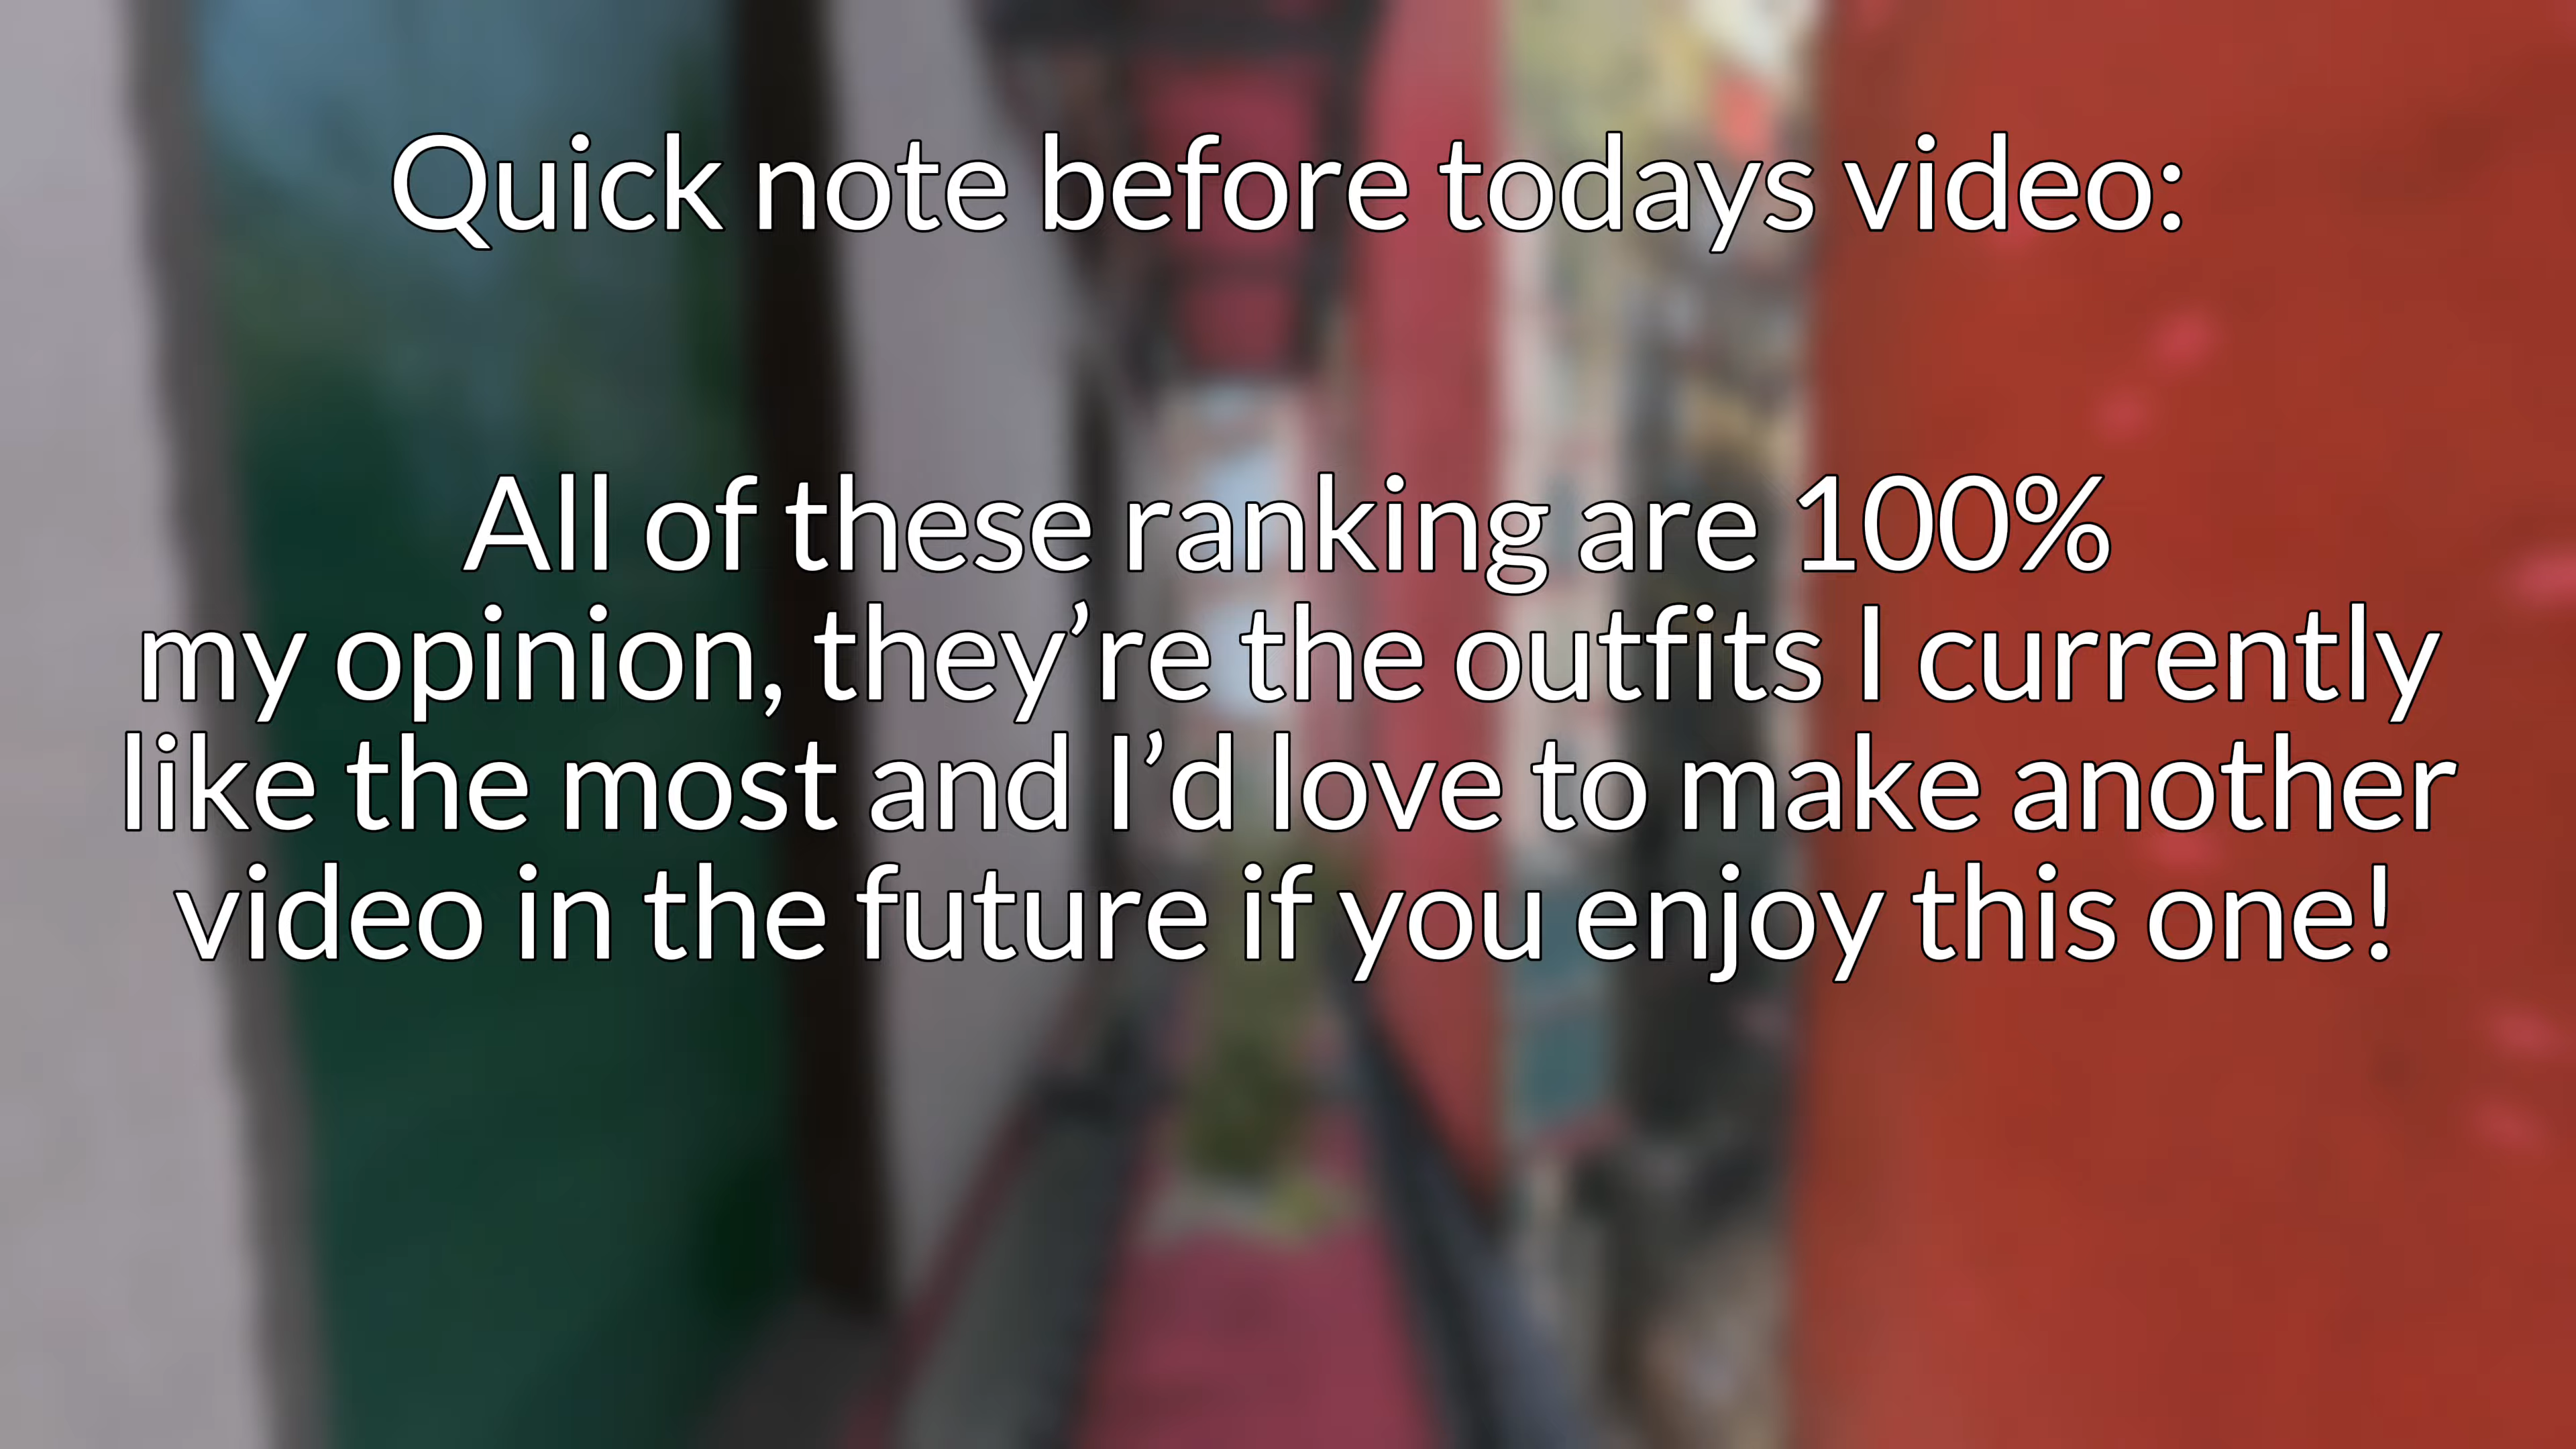 Quick note before todays video:
All of these ranking are 100%
my opinion, they’re the outfits I currently
like the most and I’d love to make another
video in the future if you enjoy this one!